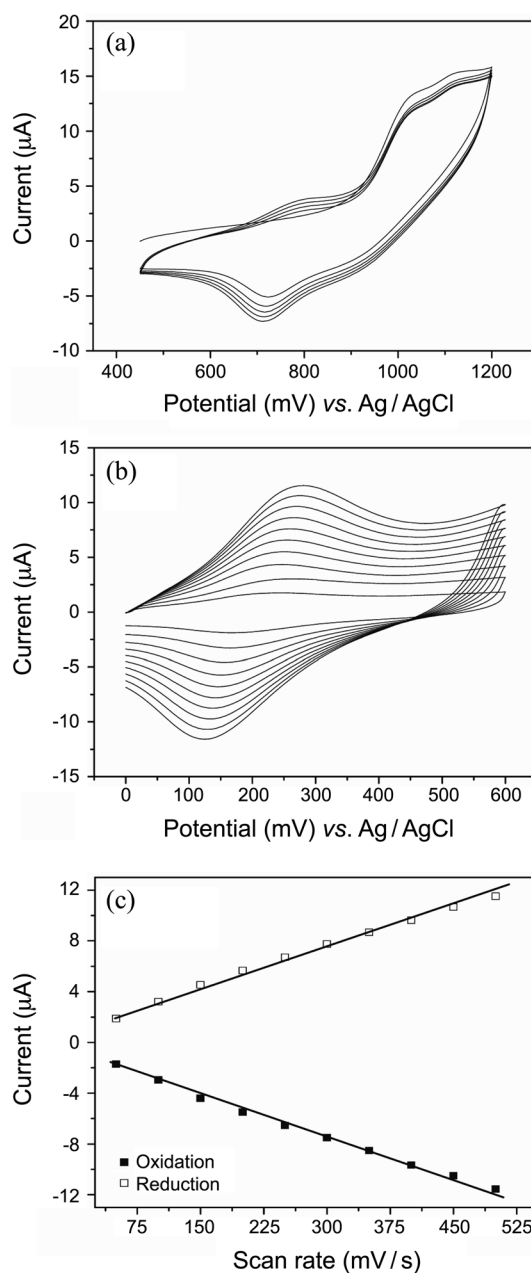 (a)
20
15
10
5
0
-5
-10
400 600 800 1000 1200
Current (μA)
Potential (mV) vs. Ag / AgCl
(b)
15
10
5
0
-5
-10
-15
0 100 200 300 400 500 600
Current (μA)
Potential (mV) vs. Ag / AgCl
(c)
12
8
4
0
-4
-8
-12
Oxidation
Reduction
75 150 225 300 375 450 525
Current (μA)
Scan rate (mV / s)